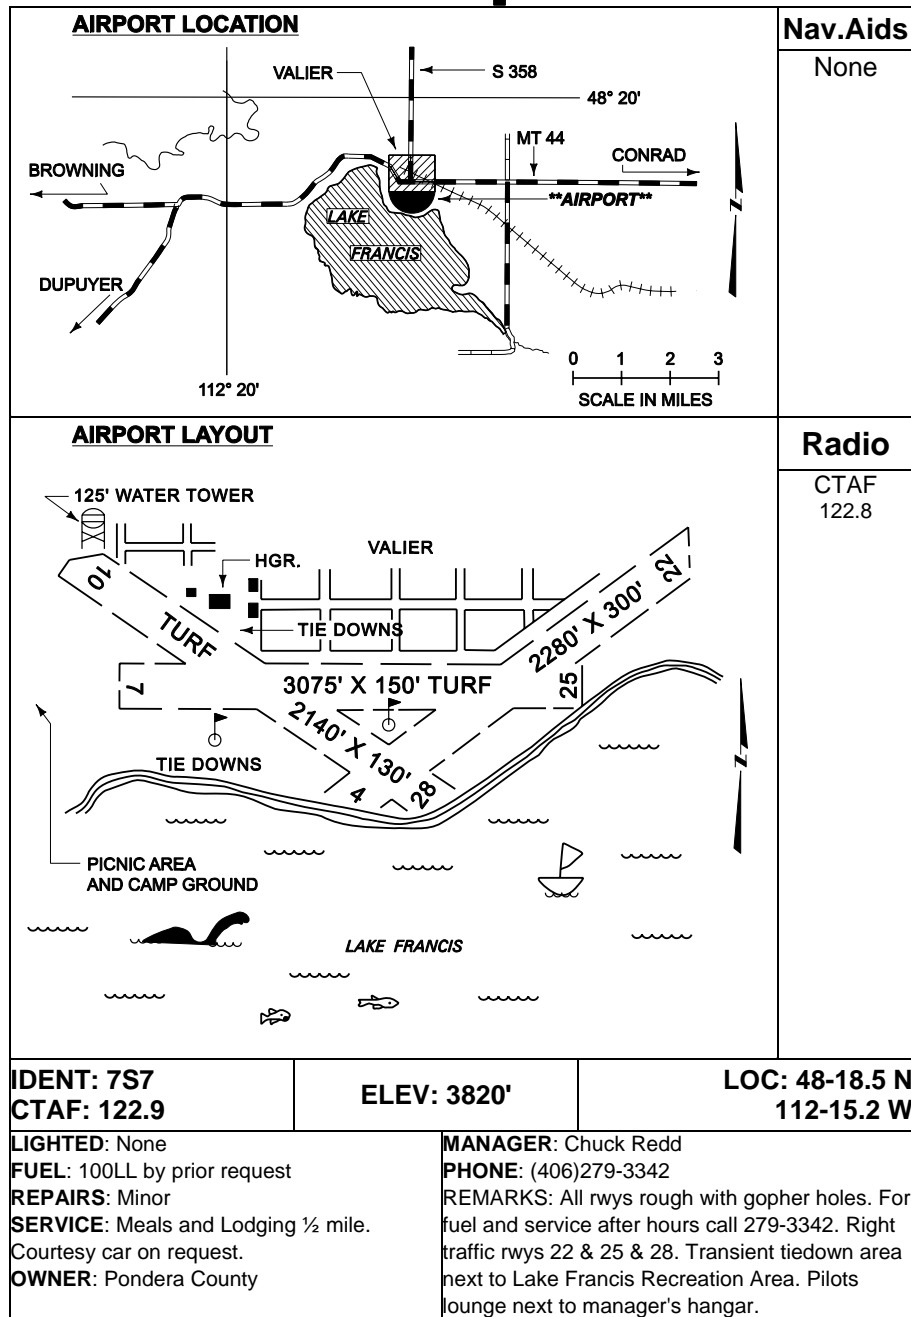 AIRPORT LOCATION
Nav.Aids
None
VALIER
S 358
48° 20'
MT 44
CONRAD
BROWNING
**AIRPORT**
LAKE
FRANCIS
N
DUPUYER
112° 20'
0 1 2 3
SCALE IN MILES
AIRPORT LAYOUT
Radio
CTAF
122.8
125' WATER TOWER
VALIER
HGR.
10
22
TURF
TIE DOWNS
2280' X 300'
7
3075' X 150' TURF
25
2140' X 130'
TIE DOWNS
4
28
N
PICNIC AREA
AND CAMP GROUND
LAKE FRANCIS
IDENT: 7S7
CTAF: 122.9
ELEV: 3820'
LOC: 48-18.5 N
112-15.2 W
LIGHTED: None
FUEL: 100LL by prior request
REPAIRS: Minor
SERVICE: Meals and Lodging ½ mile.
Courtesy car on request.
OWNER: Pondera County
MANAGER: Chuck Redd
PHONE: (406)279-3342
REMARKS: All rwys rough with gopher holes. For
fuel and service after hours call 279-3342. Right
traffic rwys 22 & 25 & 28. Transient tiedown area
next to Lake Francis Recreation Area. Pilots
lounge next to manager's hangar.